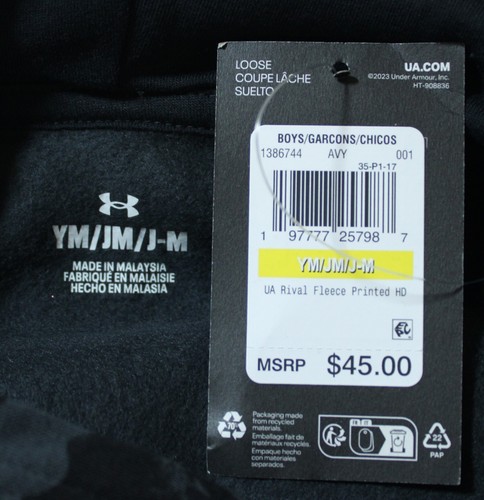 LOOSE
COUPE LÂCHE
SUELTO
UA.COM
©2023 Under Armour, Inc.
HT-908836
BOYS/GARCONS/CHICOS
1386744 AVY 001
35-P1-17
1 97777 25798 7
YM/JM/J-M
UA Rival Fleece Printed HD
MSRP $45.00
70%
Packaging made
from recycled
materials.
Emballage fait de
matériaux recyclés.
Empaque hecho
con materiales
separados.
22
PAP
YM/JM/J-M
MADE IN MALAYSIA
FABRIQUÉ EN MALAISIE
HECHO EN MALASIA